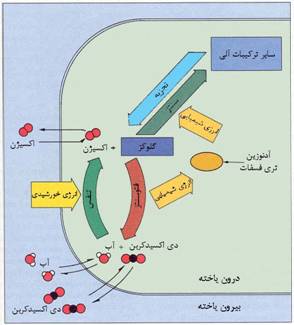 سایر ترکیبات آلی
تجزیه
سنتز
انرژی شیمیایی
گلوکز
اکسیژن +
اکسیژن
آدنوزین
تری فسفات
انرژی شیمیایی
فتوسنتز
تنفس
انرژی خورشیدی
دی اکسیدکربن + آب
آب
دی اکسیدکربن
درون یاخته
بیرون یاخته